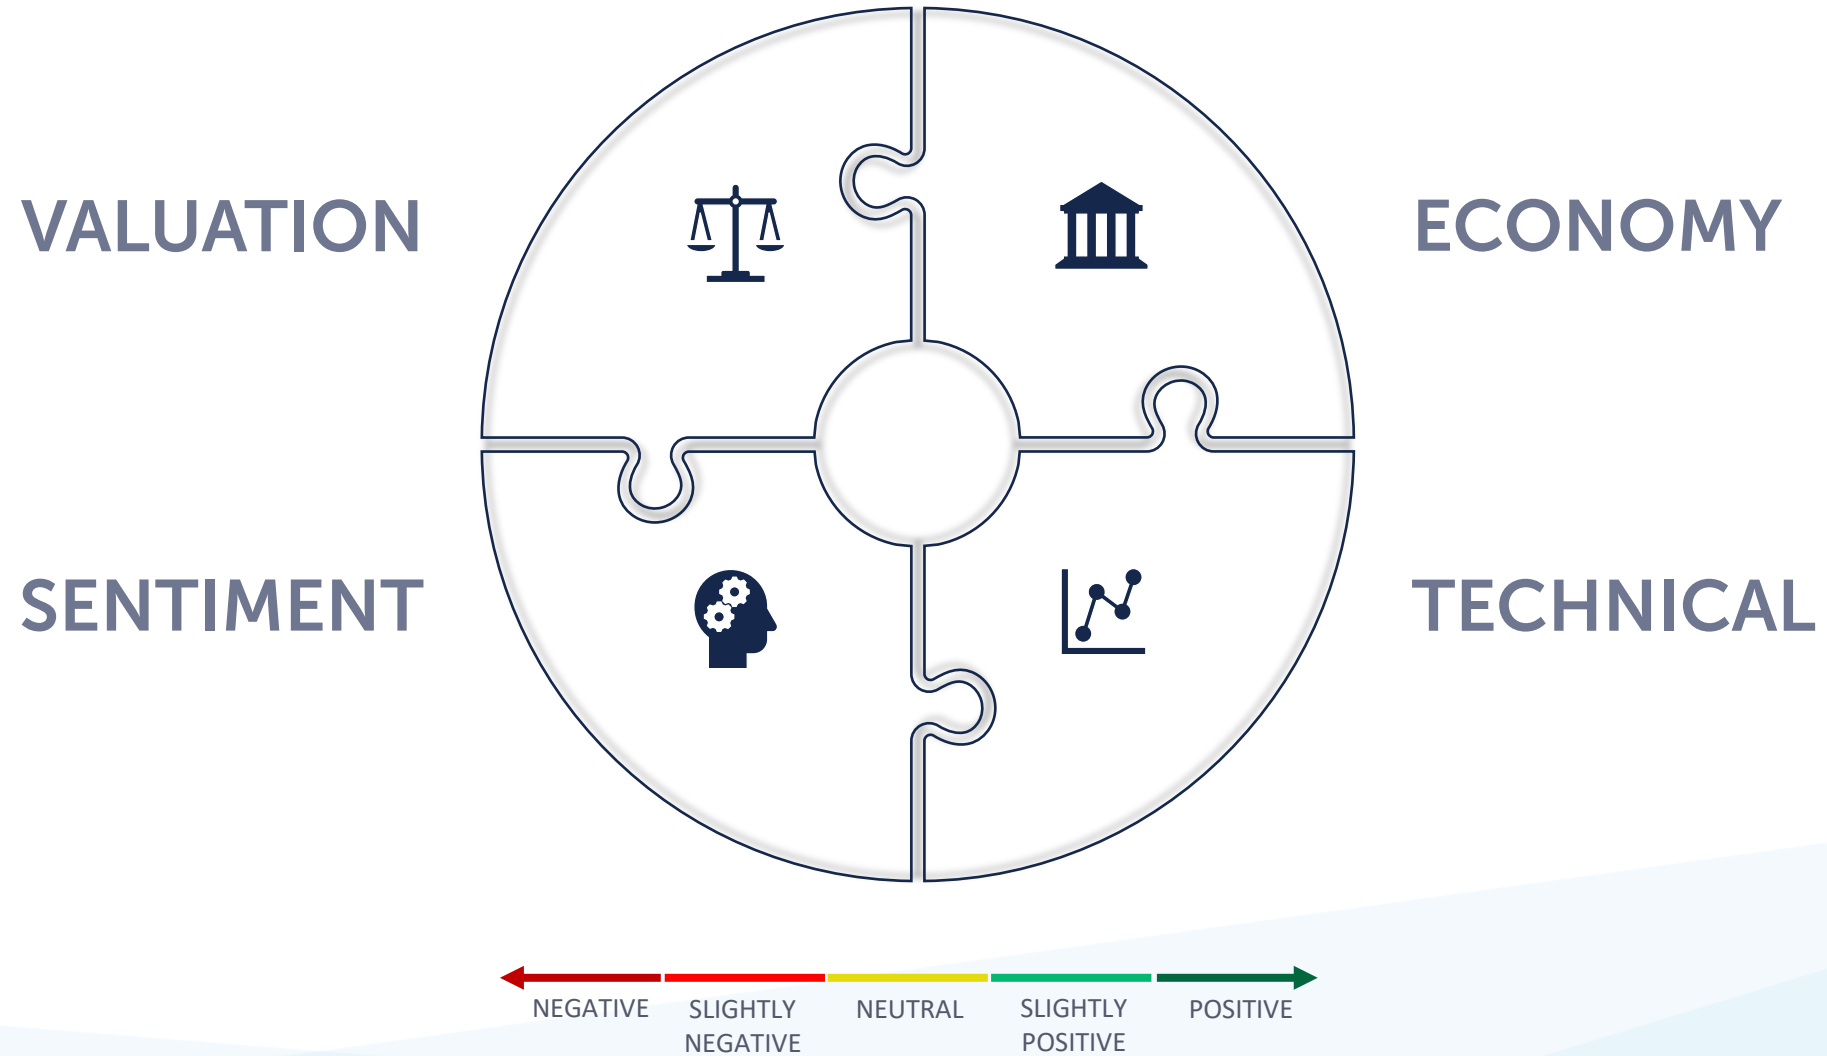 VALUATION
ECONOMY
SENTIMENT
TECHNICAL
NEGATIVE
SLIGHTLY
NEGATIVE
NEUTRAL
SLIGHTLY
POSITIVE
POSITIVE